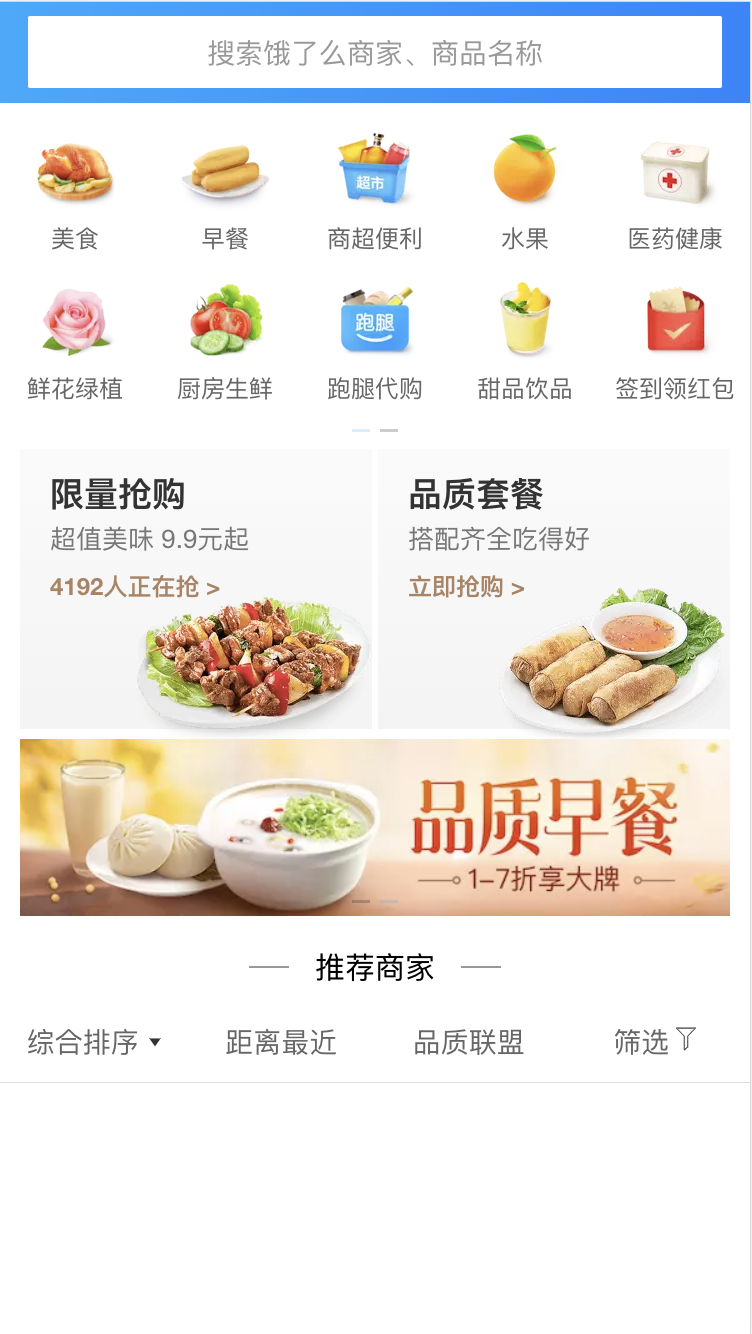 搜索饿了么商家、商品名称
超市
美食 早餐 商超便利 水果 医药健康
跑腿
鲜花绿植 厨房生鲜 跑腿代购 甜品饮品 签到领红包
限量抢购
超值美味 9.9元起
4192人正在抢 >
品质套餐
搭配齐全吃得好
立即抢购 >
品质早餐
1-7折享大牌
推荐商家
综合排序 距离最近 品质联盟 筛选